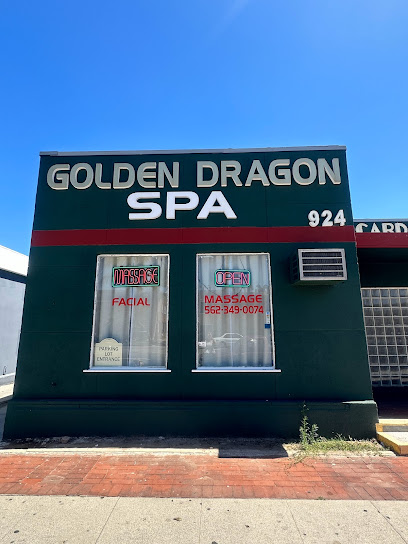 GOLDEN DRAGON
SPA
924
CARD
MASSAGE
FACIAL
OPEN
MASSAGE
562-349-0074
PARKING
LOT
ENTRANCE